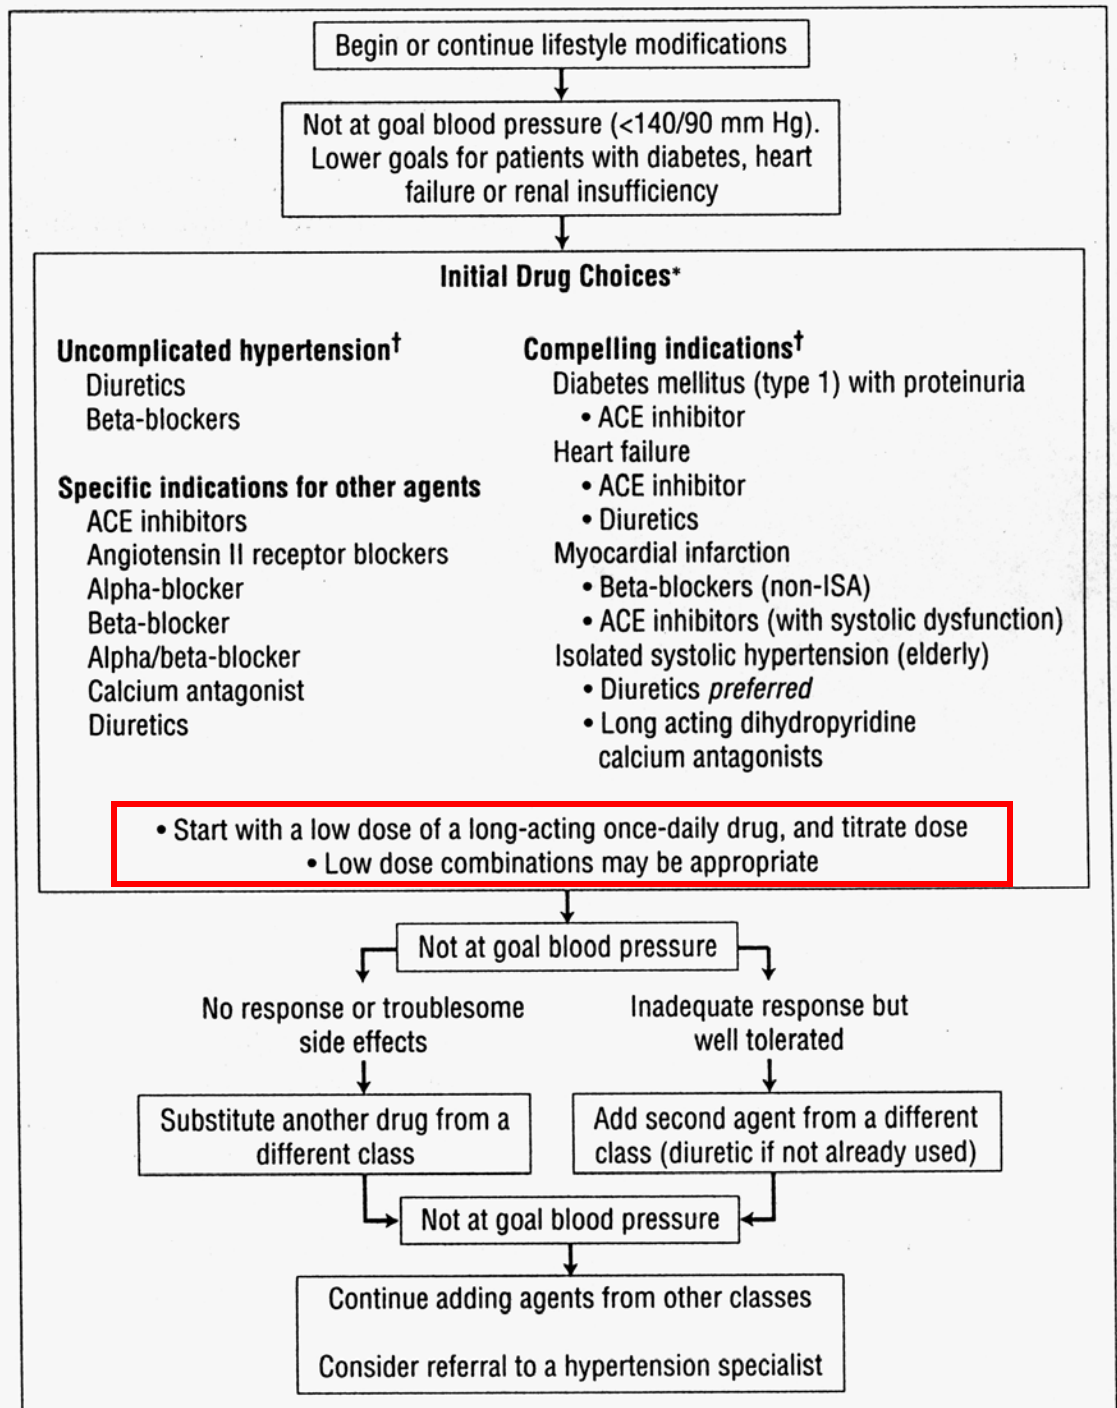 Begin or continue lifestyle modifications
Not at goal blood pressure (<140/90 mm Hg).
Lower goals for patients with diabetes, heart
failure or renal insufficiency
Initial Drug Choices*
Uncomplicated hypertension†
Diuretics
Beta-blockers
Specific indications for other agents
ACE inhibitors
Angiotensin II receptor blockers
Alpha-blocker
Beta-blocker
Alpha/beta-blocker
Calcium antagonist
Diuretics
Compelling indications†
Diabetes mellitus (type 1) with proteinuria
• ACE inhibitor
Heart failure
• ACE inhibitor
• Diuretics
Myocardial infarction
• Beta-blockers (non-ISA)
• ACE inhibitors (with systolic dysfunction)
Isolated systolic hypertension (elderly)
• Diuretics preferred
• Long acting dihydropyridine
calcium antagonists
• Start with a low dose of a long-acting once-daily drug, and titrate dose
• Low dose combinations may be appropriate
Not at goal blood pressure
No response or troublesome
side effects
Inadequate response but
well tolerated
Substitute another drug from a
different class
Add second agent from a different
class (diuretic if not already used)
Not at goal blood pressure
Continue adding agents from other classes
Consider referral to a hypertension specialist